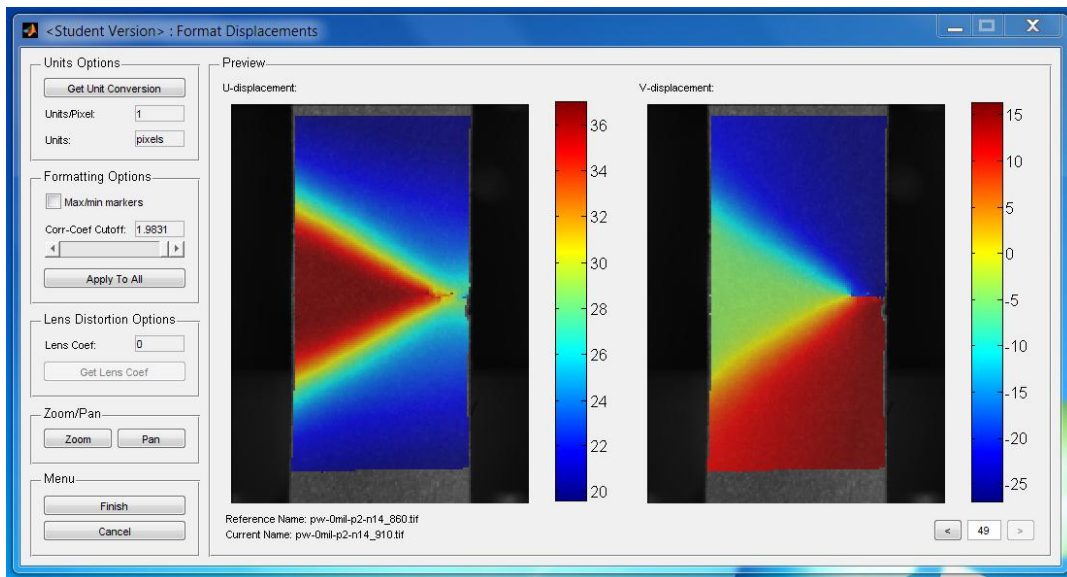 <Student Version> : Format Displacements
Units Options
Get Unit Conversion
Units/Pixel: 1
Units: pixels
Formatting Options
Max/min markers
Corr-Coef Cutoff: 1.9831
Apply To All
Lens Distortion Options
Lens Coef: 0
Get Lens Coef
Zoom/Pan
Zoom Pan
Menu
Finish
Cancel
Preview
U-displacement:
36
34
32
30
28
26
24
22
20
V-displacement:
15
10
5
0
-5
-10
-15
-20
-25
Reference Name: pw-0mil-p2-n14_860.tif
Current Name: pw-0mil-p2-n14_910.tif
< 49 >